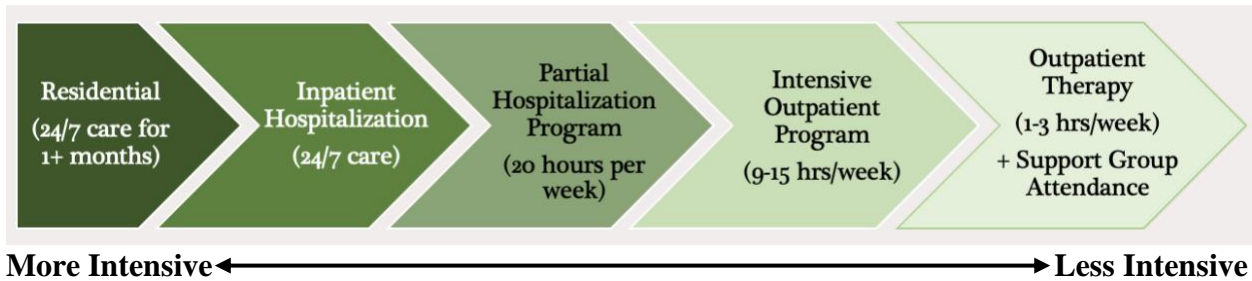 Residential
(24/7 care for
1+ months)
Inpatient
Hospitalization
(24/7 care)
Partial
Hospitalization
Program
(20 hours per
week)
Intensive
Outpatient
Program
(9-15 hrs/week)
Outpatient
Therapy
(1-3 hrs/week)
+ Support Group
Attendance
More Intensive
Less Intensive